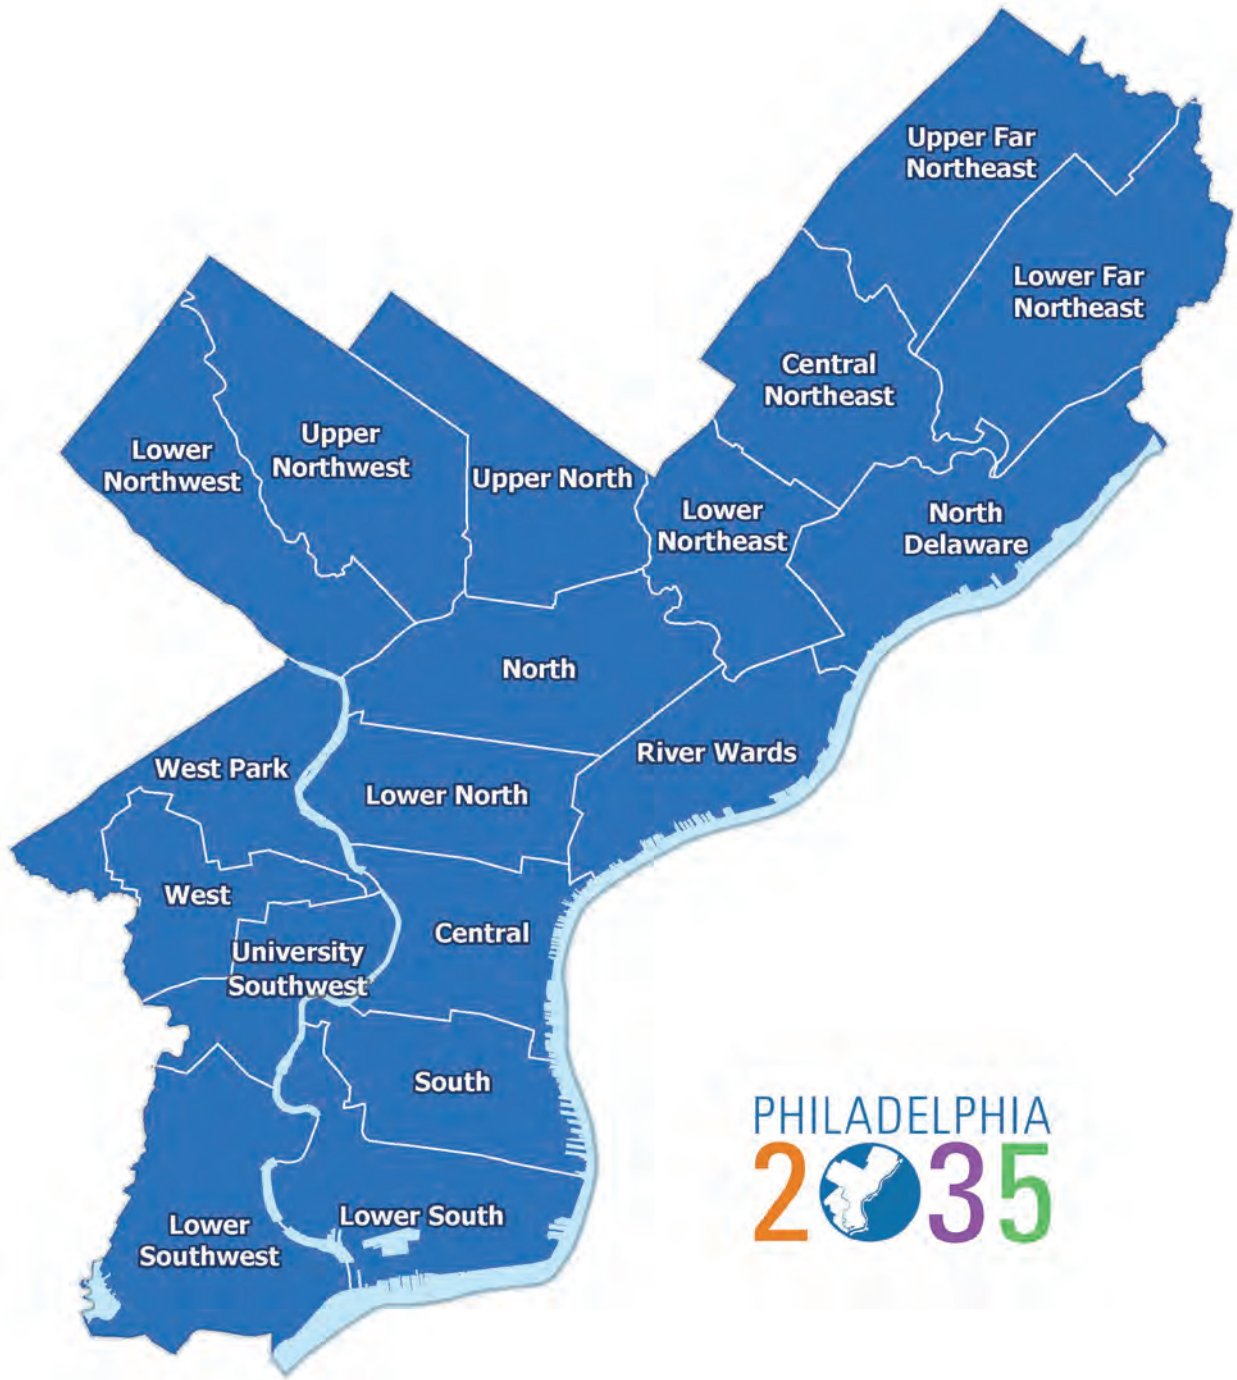 Upper Far
Northeast
Lower Far
Northeast
Central
Northeast
Upper
Northwest
Lower
Northwest
Upper North
Lower
Northeast
North
Delaware
North
River Wards
West Park
Lower North
West
Central
University
Southwest
South
Lower South
Lower
Southwest
PHILADELPHIA
2035